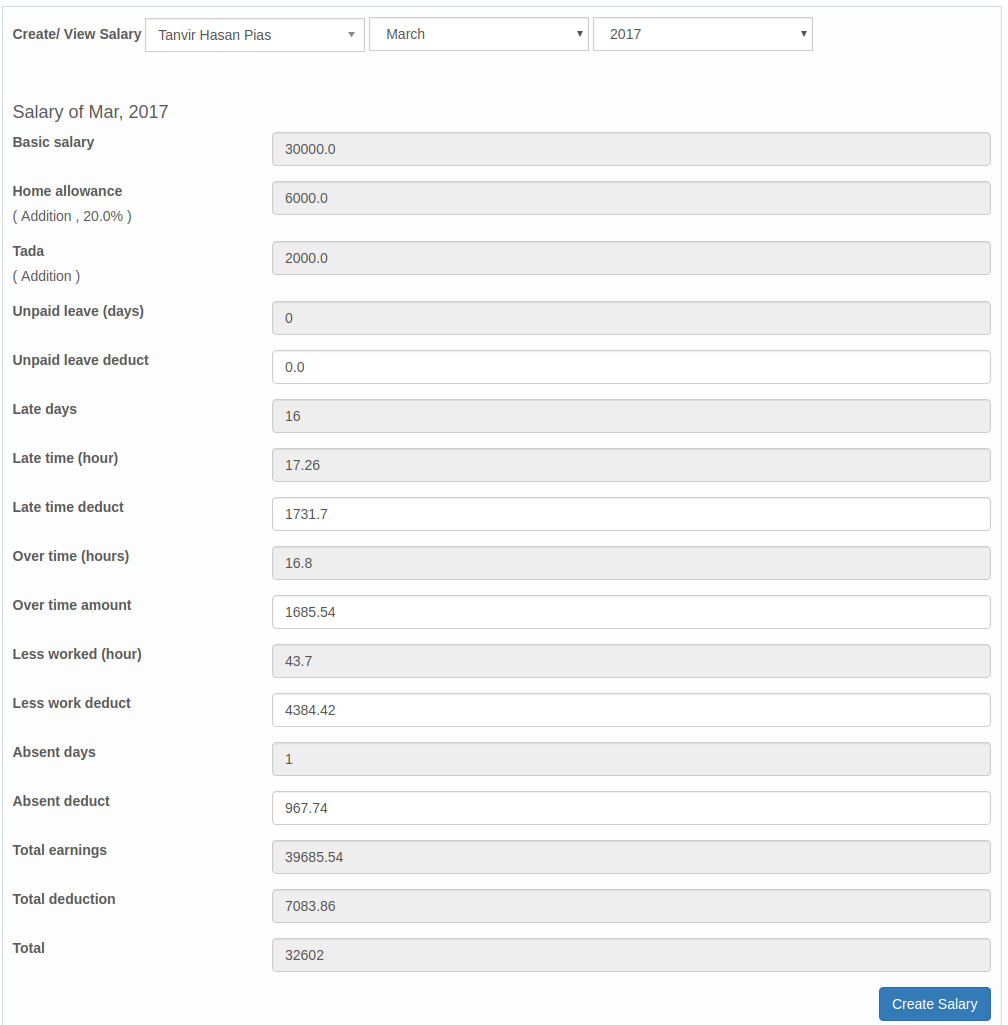 Create/ View Salary Tanvir Hasan Pias March 2017
Salary of Mar, 2017
Basic salary 30000.0
Home allowance 6000.0
( Addition , 20.0% )
Tada 2000.0
( Addition )
Unpaid leave (days) 0
Unpaid leave deduct 0.0
Late days 16
Late time (hour) 17.26
Late time deduct 1731.7
Over time (hours) 16.8
Over time amount 1685.54
Less worked (hour) 43.7
Less work deduct 4384.42
Absent days 1
Absent deduct 967.74
Total earnings 39685.54
Total deduction 7083.86
Total 32602
Create Salary